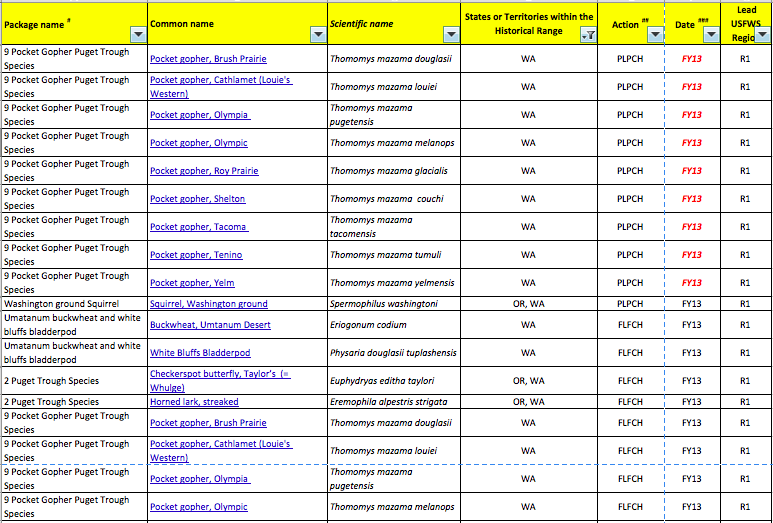 Package name # Common name Scientific name States or Territories within the Historical Range Action ## Date ### Lead USFWS Regio
9 Pocket Gopher Puget Trough Species Pocket gopher, Brush Prairie Thomomys mazama douglasii WA PLPCH FY13 R1
9 Pocket Gopher Puget Trough Species Pocket gopher, Cathlamet (Louie's Western) Thomomys mazama louiei WA PLPCH FY13 R1
9 Pocket Gopher Puget Trough Species Pocket gopher, Olympia Thomomys mazama pugetensis WA PLPCH FY13 R1
9 Pocket Gopher Puget Trough Species Pocket gopher, Olympic Thomomys mazama melanops WA PLPCH FY13 R1
9 Pocket Gopher Puget Trough Species Pocket gopher, Roy Prairie Thomomys mazama glacialis WA PLPCH FY13 R1
9 Pocket Gopher Puget Trough Species Pocket gopher, Shelton Thomomys mazama couchi WA PLPCH FY13 R1
9 Pocket Gopher Puget Trough Species Pocket gopher, Tacoma Thomomys mazama tacomensis WA PLPCH FY13 R1
9 Pocket Gopher Puget Trough Species Pocket gopher, Tenino Thomomys mazama tumuli WA PLPCH FY13 R1
9 Pocket Gopher Puget Trough Species Pocket gopher, Yelm Thomomys mazama yelmensis WA PLPCH FY13 R1
Washington ground Squirrel Squirrel, Washington ground Spermophilus washingtoni OR, WA PLPCH FY13 R1
Umatanum buckwheat and white bluffs bladderpod Buckwheat, Umtanum Desert Eriogonum codium WA FLFCH FY13 R1
Umatanum buckwheat and white bluffs bladderpod White Bluffs Bladderpod Physaria douglasii tuplashensis WA FLFCH FY13 R1
2 Puget Trough Species Checkerspot butterfly, Taylor's (= Whulge) Euphydryas editha taylori OR, WA FLFCH FY13 R1
2 Puget Trough Species Horned lark, streaked Eremophila alpestris strigata OR, WA FLFCH FY13 R1
9 Pocket Gopher Puget Trough Species Pocket gopher, Brush Prairie Thomomys mazama douglasii WA FLFCH FY13 R1
9 Pocket Gopher Puget Trough Species Pocket gopher, Cathlamet (Louie's Western) Thomomys mazama louiei WA FLFCH FY13 R1
9 Pocket Gopher Puget Trough Species Pocket gopher, Olympia Thomomys mazama pugetensis WA FLFCH FY13 R1
9 Pocket Gopher Puget Trough Species Pocket gopher, Olympic Thomomys mazama melanops WA FLFCH FY13 R1